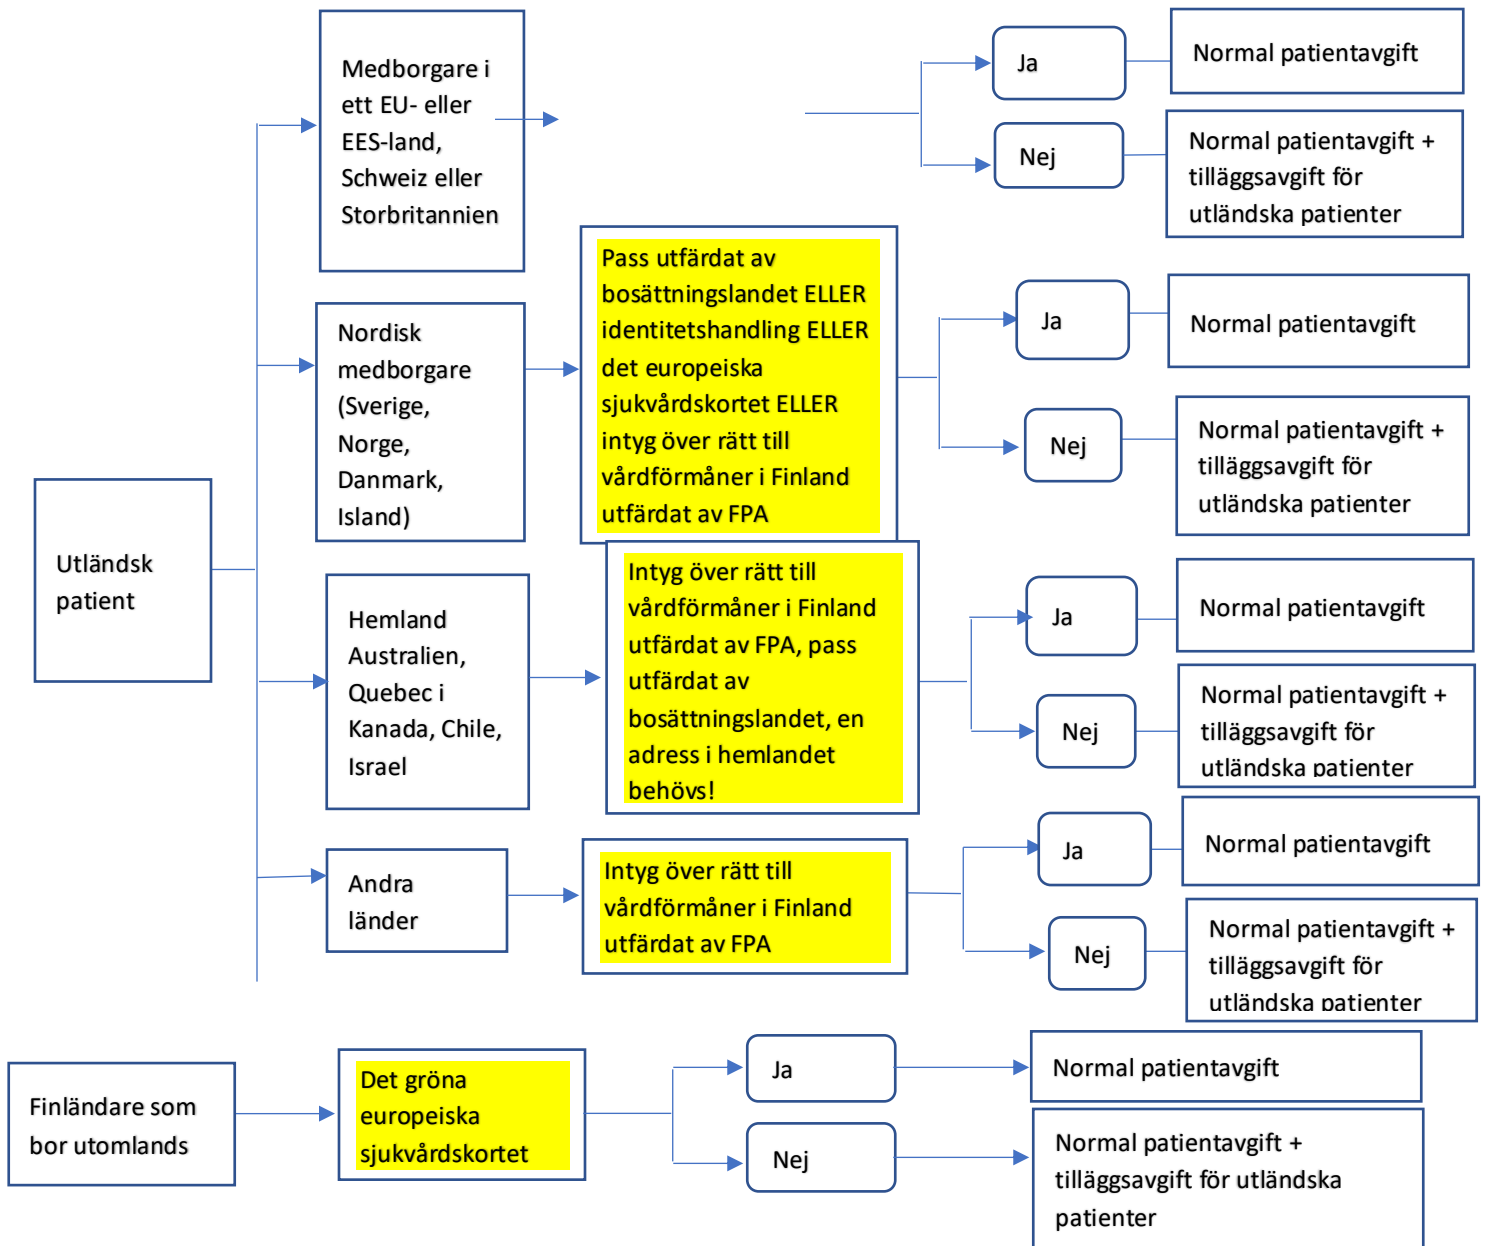 Medborgare i
ett EU- eller
EES-land,
Schweiz eller
Storbritannien
Ja
Normal patientavgift
Nej
Normal patientavgift +
tilläggsavgift för
utländska patienter
Utländsk
patient
Nordisk
medborgare
(Sverige,
Norge,
Danmark,
Island)
Pass utfärdat av
bosättningslandet ELLER
identitetshandling ELLER
det europeiska
sjukvårdskortet ELLER
intyg över rätt till
vårdförmåner i Finland
utfärdat av FPA
Ja
Normal patientavgift
Nej
Normal patientavgift +
tilläggsavgift för
utländska patienter
Hemland
Australien,
Quebec i
Kanada, Chile,
Israel
Intyg över rätt till
vårdförmåner i Finland
utfärdat av FPA, pass
utfärdat av
bosättningslandet, en
adress i hemlandet
behövs!
Ja
Normal patientavgift
Nej
Normal patientavgift +
tilläggsavgift för
utländska patienter
Andra
länder
Intyg över rätt till
vårdförmåner i Finland
utfärdat av FPA
Ja
Normal patientavgift
Nej
Normal patientavgift +
tilläggsavgift för
utländska patienter
Finländare som
bor utomlands
Det gröna
europeiska
sjukvårdskortet
Ja
Normal patientavgift
Nej
Normal patientavgift +
tilläggsavgift för utländska
patienter